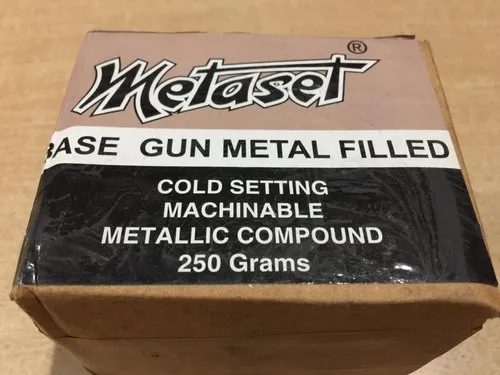 Metaset ®
BASE GUN METAL FILLED
COLD SETTING
MACHINABLE
METALLIC COMPOUND
250 Grams